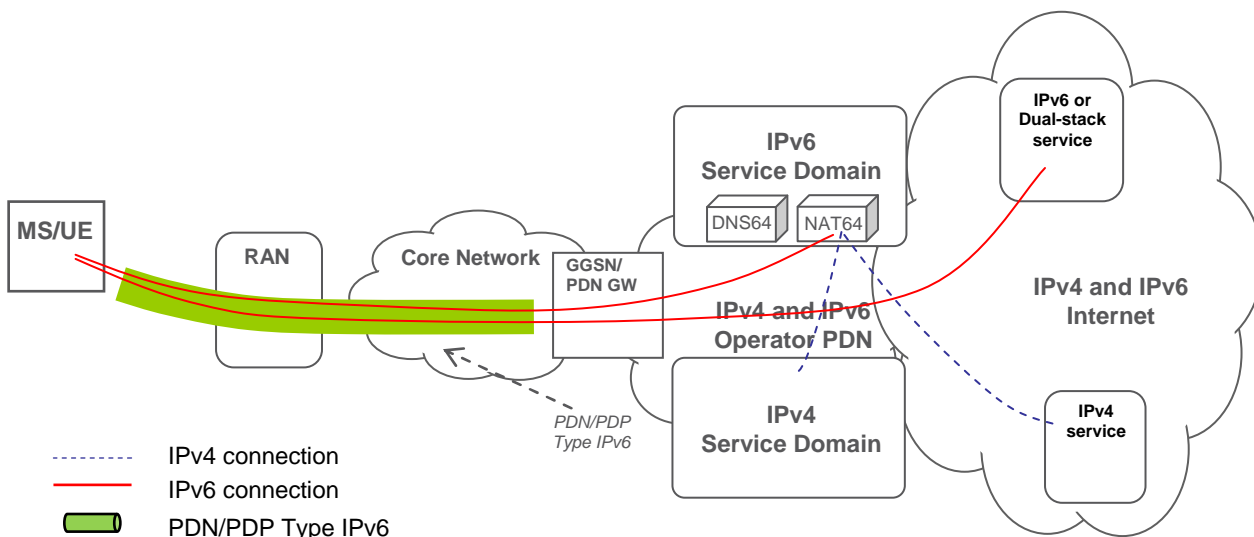 IPv6 or
Dual-stack
service
IPv6
Service Domain
DNS64
NAT64
MS/UE
RAN
Core Network
GGSN/
PDN GW
IPv4 and IPv6
Operator PDN
IPv4 and IPv6
Internet
PDN/PDP
Type IPv6
IPv4
Service Domain
IPv4
service
IPv4 connection
IPv6 connection
PDN/PDP Type IPv6